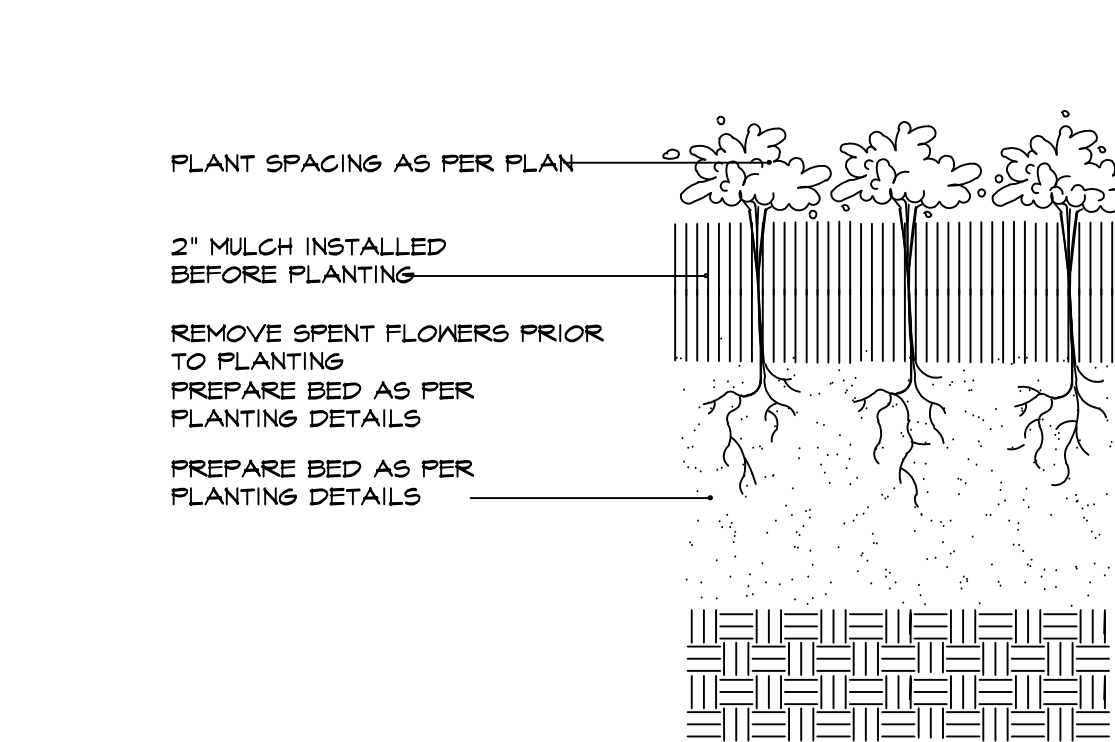 PLANT SPACING AS PER PLAN
2" MULCH INSTALLED
BEFORE PLANTING
REMOVE SPENT FLOWERS PRIOR
TO PLANTING
PREPARE BED AS PER
PLANTING DETAILS
PREPARE BED AS PER
PLANTING DETAILS